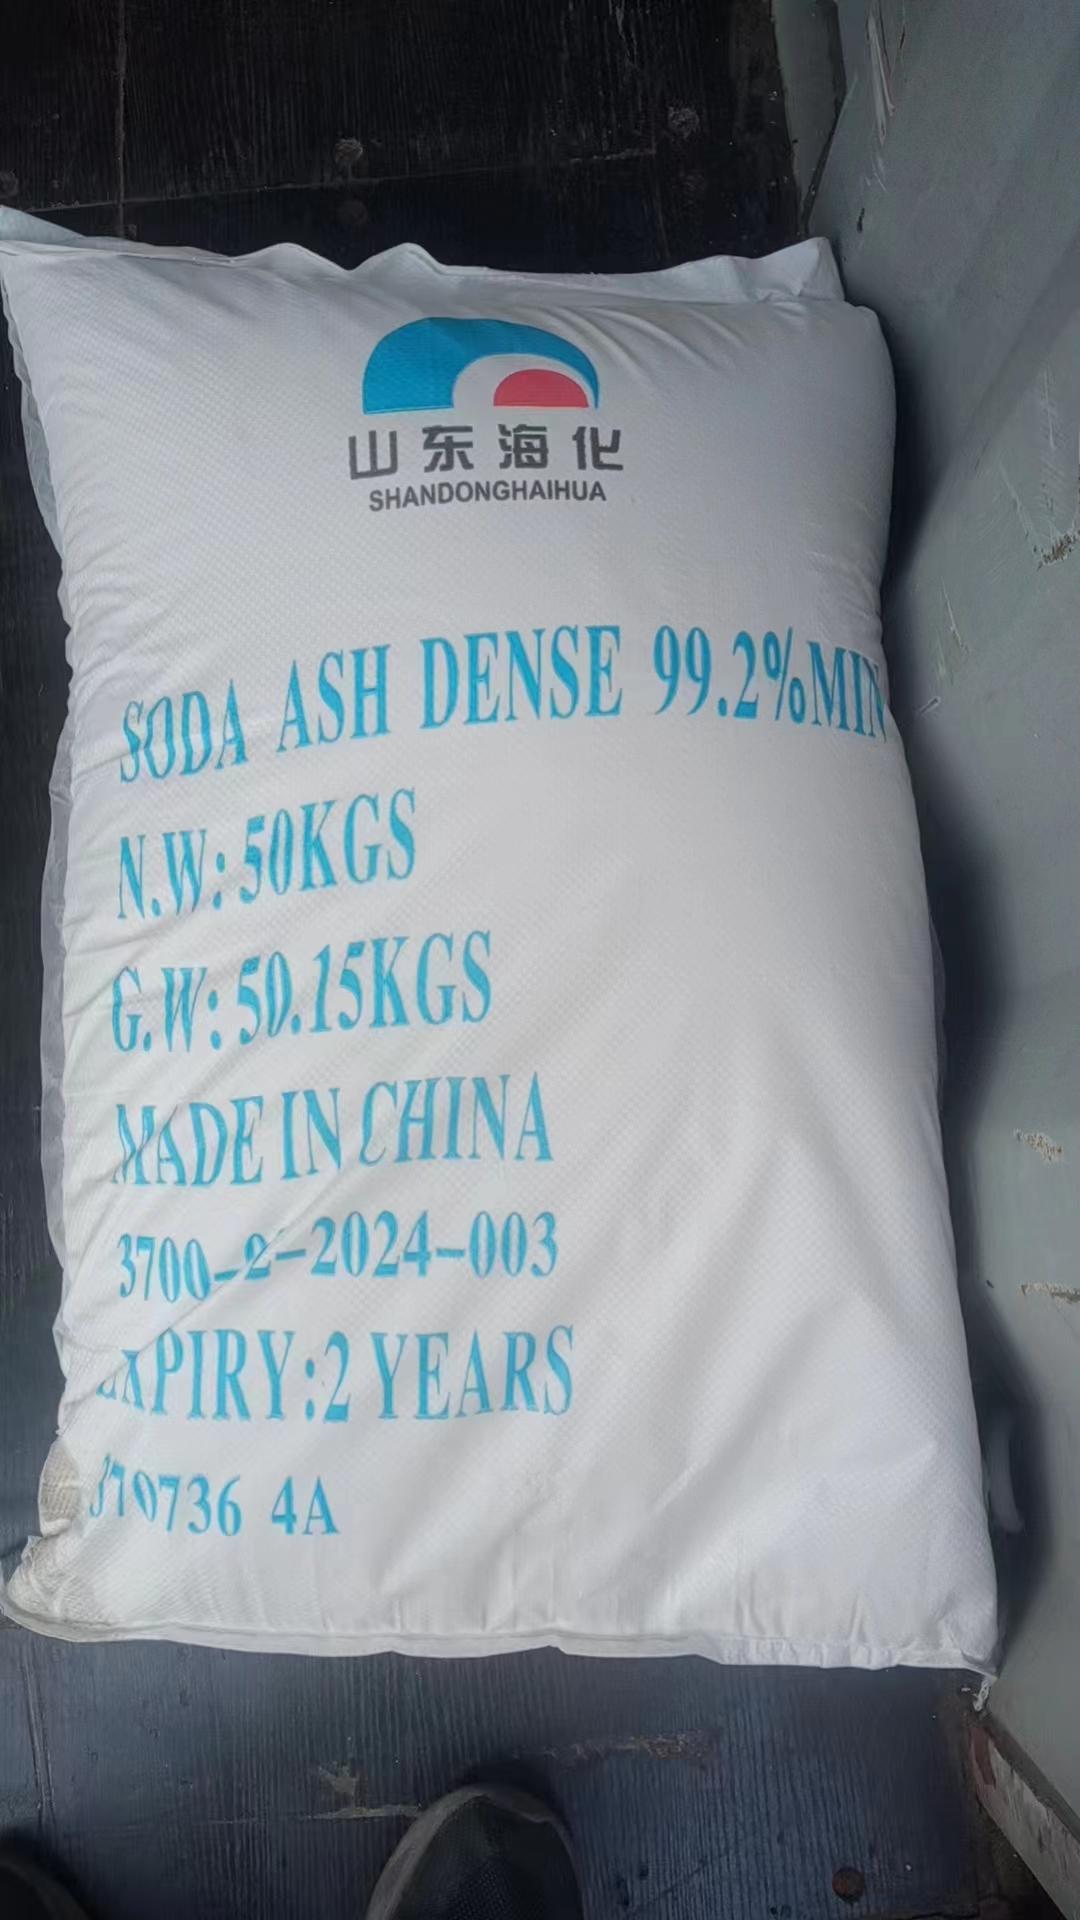 山东海化
SHANDONGHAIHUA
SODA ASH DENSE 99.2%MIN
N.W:50KGS
G.W:50.15KGS
MADE IN CHINA
3700-2-2024-003
EXPIRY:2 YEARS
370736 4A